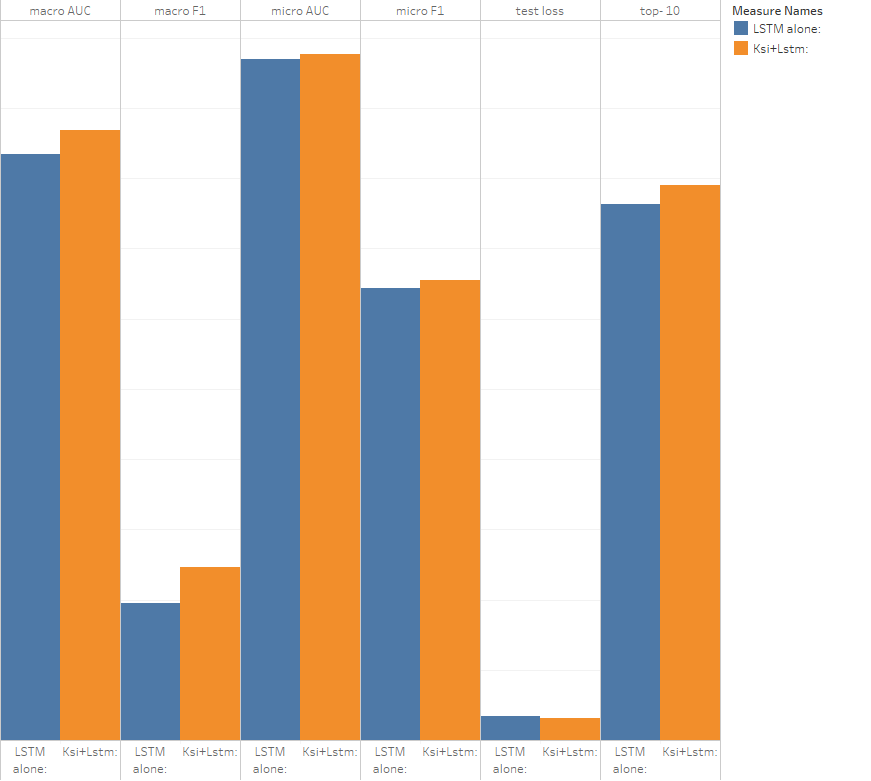 macro AUC
macro F1
micro AUC
micro F1
test loss
top- 10
Measure Names
LSTM alone:
Ksi+Lstm:
LSTM
alone:
Ksi+Lstm:
LSTM
alone:
Ksi+Lstm:
LSTM
alone:
Ksi+Lstm:
LSTM
alone:
Ksi+Lstm:
LSTM
alone:
Ksi+Lstm:
LSTM
alone:
Ksi+Lstm: